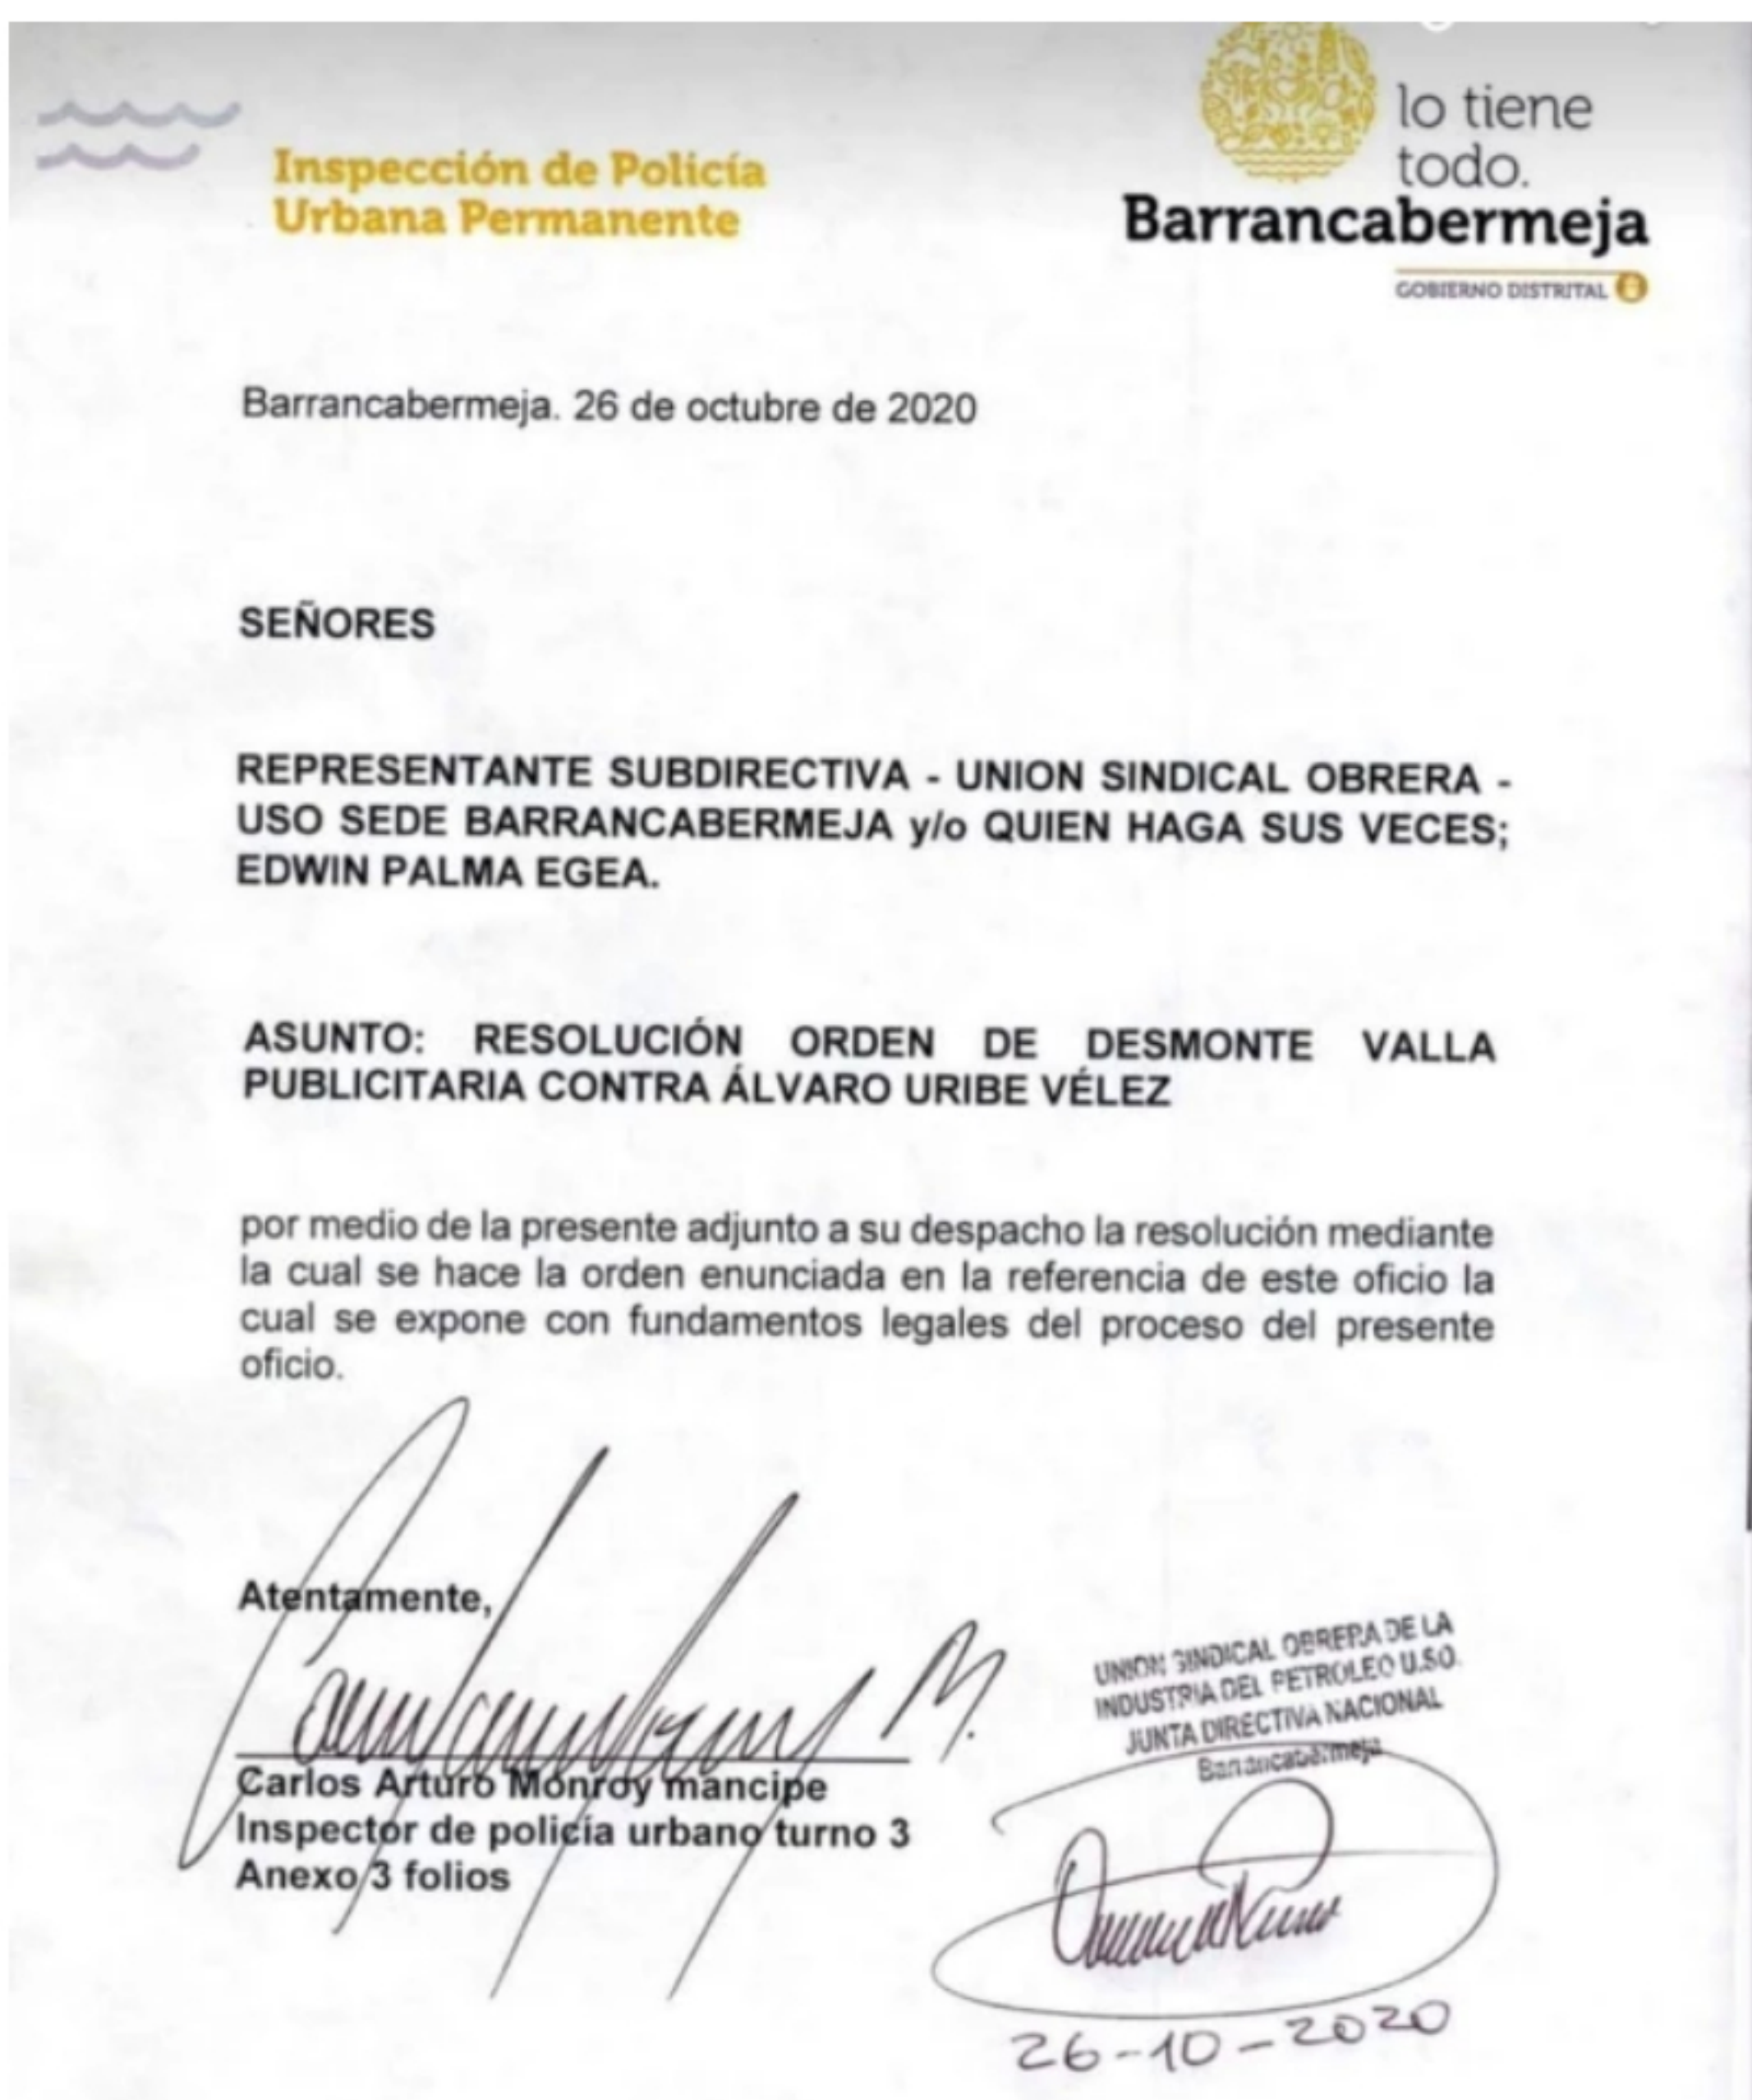 Inspección de Policía
Urbana Permanente
lo tiene
todo.
Barrancabermeja
GOBIERNO DISTRITAL
Barrancabermeja. 26 de octubre de 2020
SEÑORES
REPRESENTANTE SUBDIRECTIVA - UNION SINDICAL OBRERA -
USO SEDE BARRANCABERMEJA y/o QUIEN HAGA SUS VECES;
EDWIN PALMA EGEA.
ASUNTO: RESOLUCIÓN ORDEN DE DESMONTE VALLA
PUBLICITARIA CONTRA ÁLVARO URIBE VÉLEZ
por medio de la presente adjunto a su despacho la resolución mediante
la cual se hace la orden enunciada en la referencia de este oficio la
cual se expone con fundamentos legales del proceso del presente
oficio.
Atentamente,
Carlos Arturo Monroy mancipe
Inspector de policía urbano turno 3
Anexo 3 folios
UNION SINDICAL OBRERA DE LA
INDUSTRIA DEL PETROLEO U.S.O.
JUNTA DIRECTIVA NACIONAL
Barrancabermeja
26-10-2020